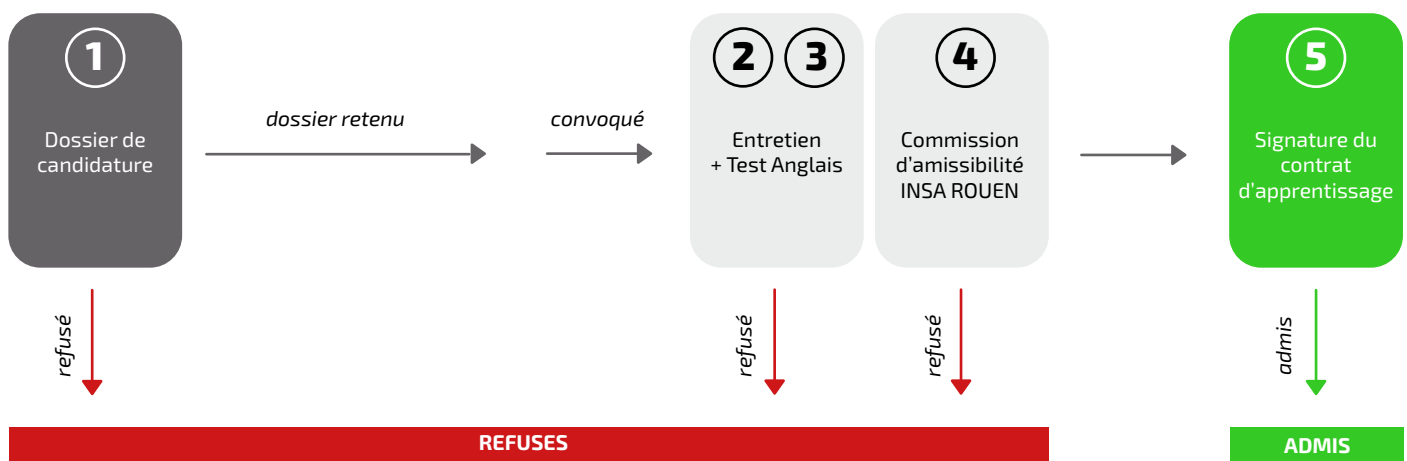 1
Dossier de
candidature
dossier retenu
convoqué
2 3
Entretien
+ Test Anglais
4
Commission
d'amissibilité
INSA ROUEN
5
Signature du
contrat
d'apprentissage
refusé
refusé
refusé
admis
REFUSES
ADMIS